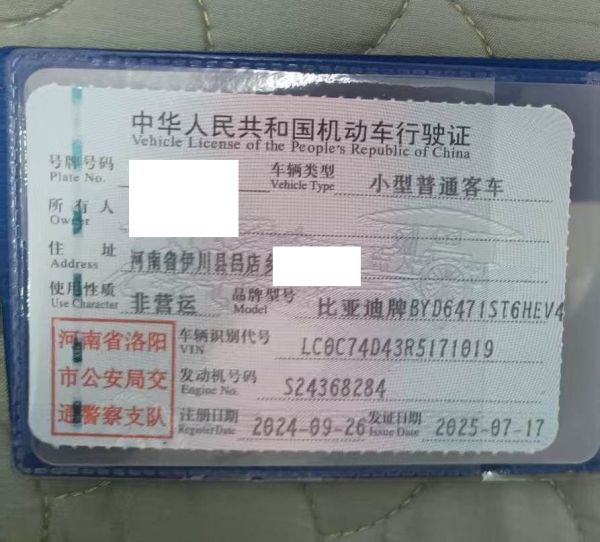 中华人民共和国机动车行驶证
Vehicle License of the People's Republic of China
号牌号码 车辆类型 小型普通客车
Plate No. Vehicle Type
所有人
Owner
住址 河南省伊川县吕店乡
Address
使用性质 非营运 品牌型号 比亚迪牌BYD6471ST6HEV4
Use Character Model
河南省洛阳
市公安局交
通警察支队
车辆识别代号 LC0C74D43R5171019
VIN
发动机号码 S24368284
Engine No.
注册日期 2024-09-26 发证日期 2025-07-17
Register Date Issue Date